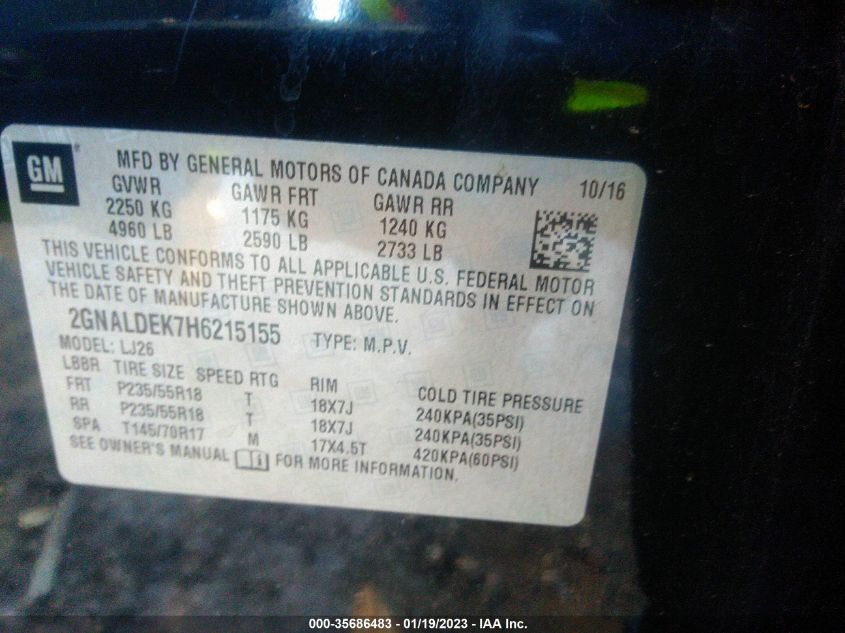 GM
MFD BY GENERAL MOTORS OF CANADA COMPANY 10/16
GVWR GAWR FRT GAWR RR
2250 KG 1175 KG 1240 KG
4960 LB 2590 LB 2733 LB
THIS VEHICLE CONFORMS TO ALL APPLICABLE U.S. FEDERAL MOTOR
VEHICLE SAFETY AND THEFT PREVENTION STANDARDS IN EFFECT ON
THE DATE OF MANUFACTURE SHOWN ABOVE.
2GNALDEK7H6215155 TYPE: M.P.V.
MODEL: LJ26
LBBR TIRE SIZE SPEED RTG RIM COLD TIRE PRESSURE
FRT P235/55R18 T 18X7J 240KPA(35PSI)
RR P235/55R18 T 18X7J 240KPA(35PSI)
SPA T145/70R17 M 17X4.5T 420KPA(60PSI)
SEE OWNER'S MANUAL FOR MORE INFORMATION.
000-35686483 - 01/19/2023 - IAA Inc.